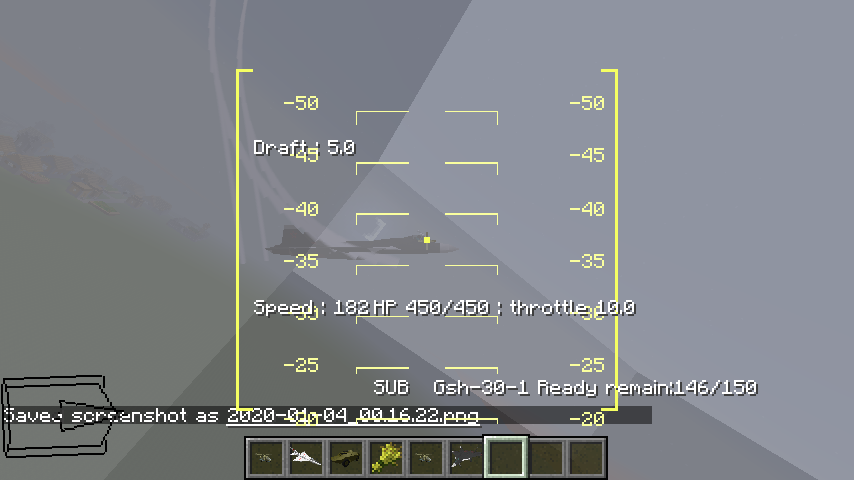 -50 -50
Draft : 5.0
-45 -45
-40 -40
-35 -35
Speed : 182 HP 450/450 : throttle 10.0
-30 -30
-25 -25
SUB Gsh-30-1 Ready remain:146/150
Saved screenshot as 2020-01-04_00.16.22.png
-20 -20